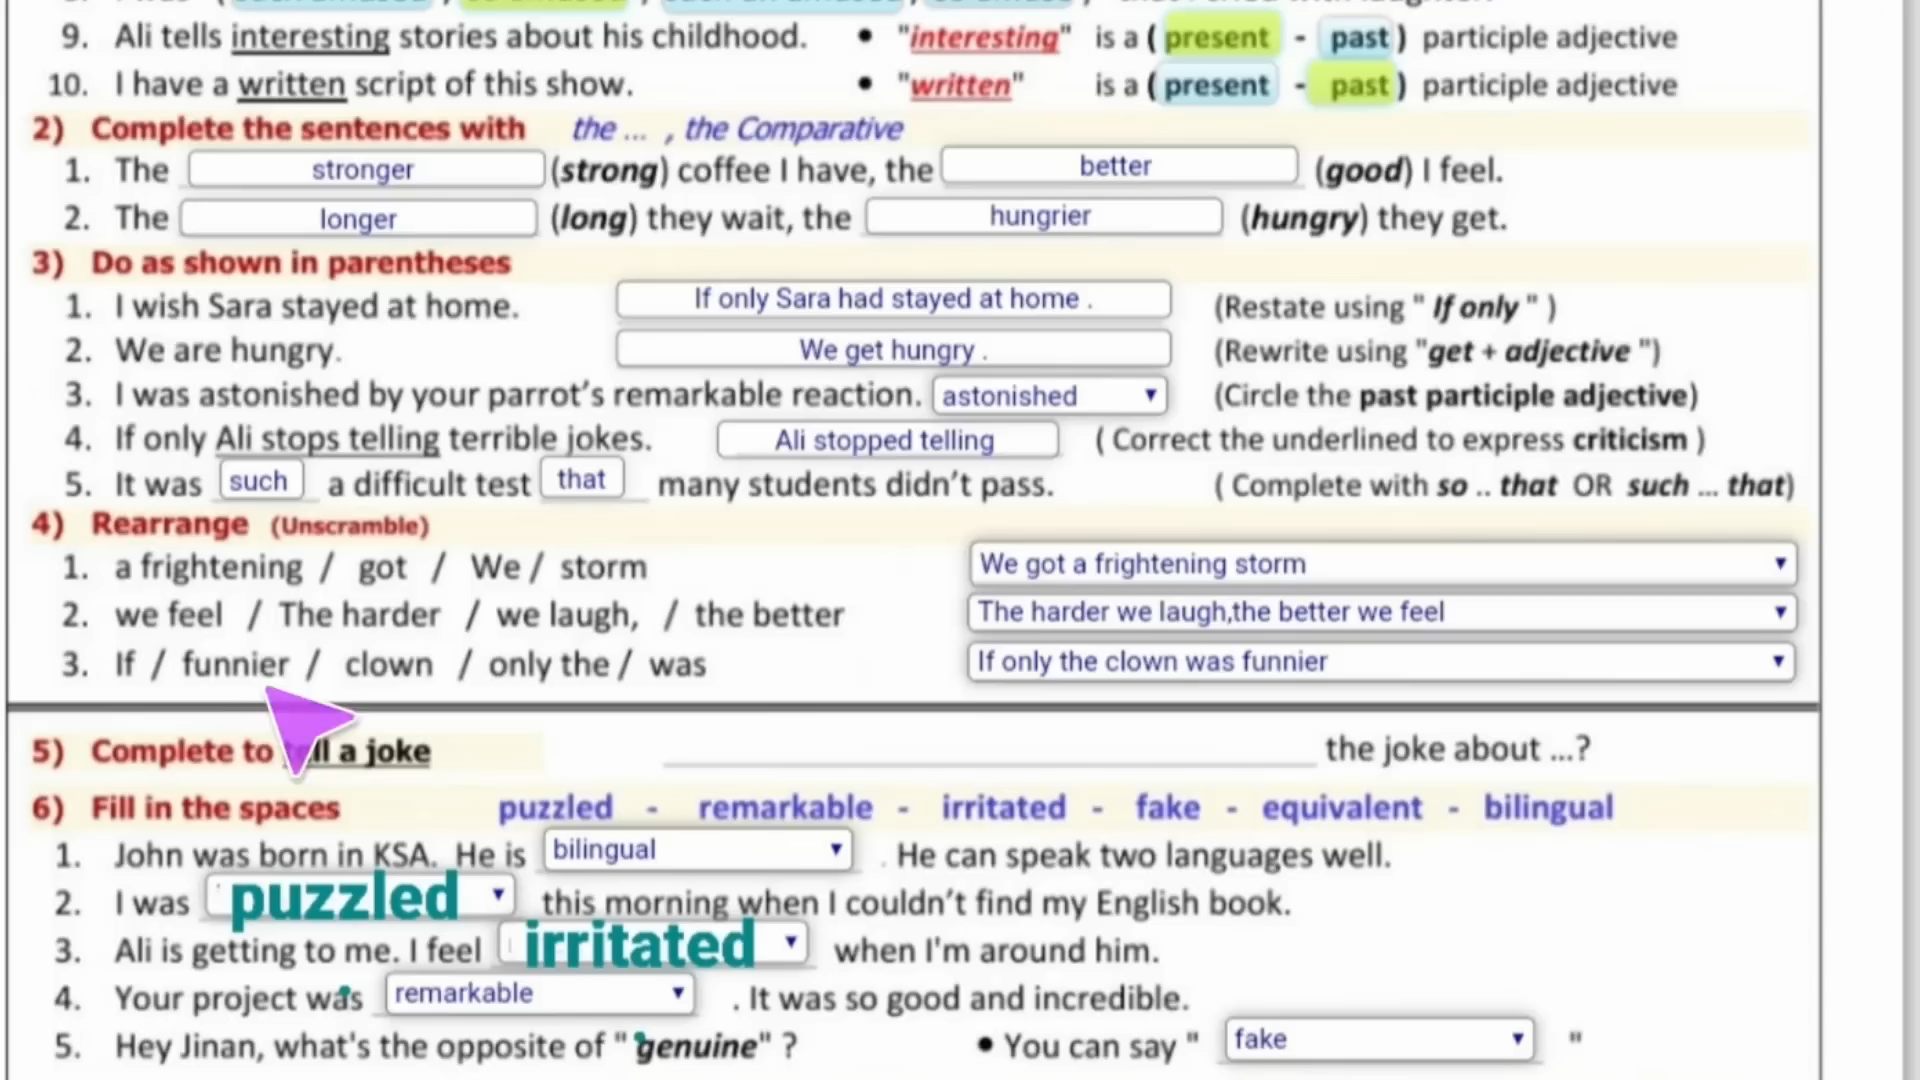 9. Ali tells interesting stories about his childhood. • "interesting" is a ( present - past ) participle adjective
10. I have a written script of this show. • "written" is a ( present - past ) participle adjective
2) Complete the sentences with the ... , the Comparative
1. The stronger (strong) coffee I have, the better (good) I feel.
2. The longer (long) they wait, the hungrier (hungry) they get.
3) Do as shown in parentheses
1. I wish Sara stayed at home. If only Sara had stayed at home . (Restate using " If only " )
2. We are hungry. We get hungry . (Rewrite using "get + adjective ")
3. I was astonished by your parrot’s remarkable reaction. astonished (Circle the past participle adjective)
4. If only Ali stops telling terrible jokes. Ali stopped telling ( Correct the underlined to express criticism )
5. It was such a difficult test that many students didn’t pass. ( Complete with so .. that OR such ... that)
4) Rearrange (Unscramble)
1. a frightening / got / We / storm We got a frightening storm
2. we feel / The harder / we laugh, / the better The harder we laugh,the better we feel
3. If / funnier / clown / only the / was If only the clown was funnier
5) Complete to tell a joke the joke about ...?
6) Fill in the spaces puzzled - remarkable - irritated - fake - equivalent - bilingual
1. John was born in KSA. He is bilingual . He can speak two languages well.
2. I was puzzled this morning when I couldn’t find my English book.
3. Ali is getting to me. I feel irritated when I'm around him.
4. Your project was remarkable . It was so good and incredible.
5. Hey Jinan, what's the opposite of " genuine" ? • You can say " fake "